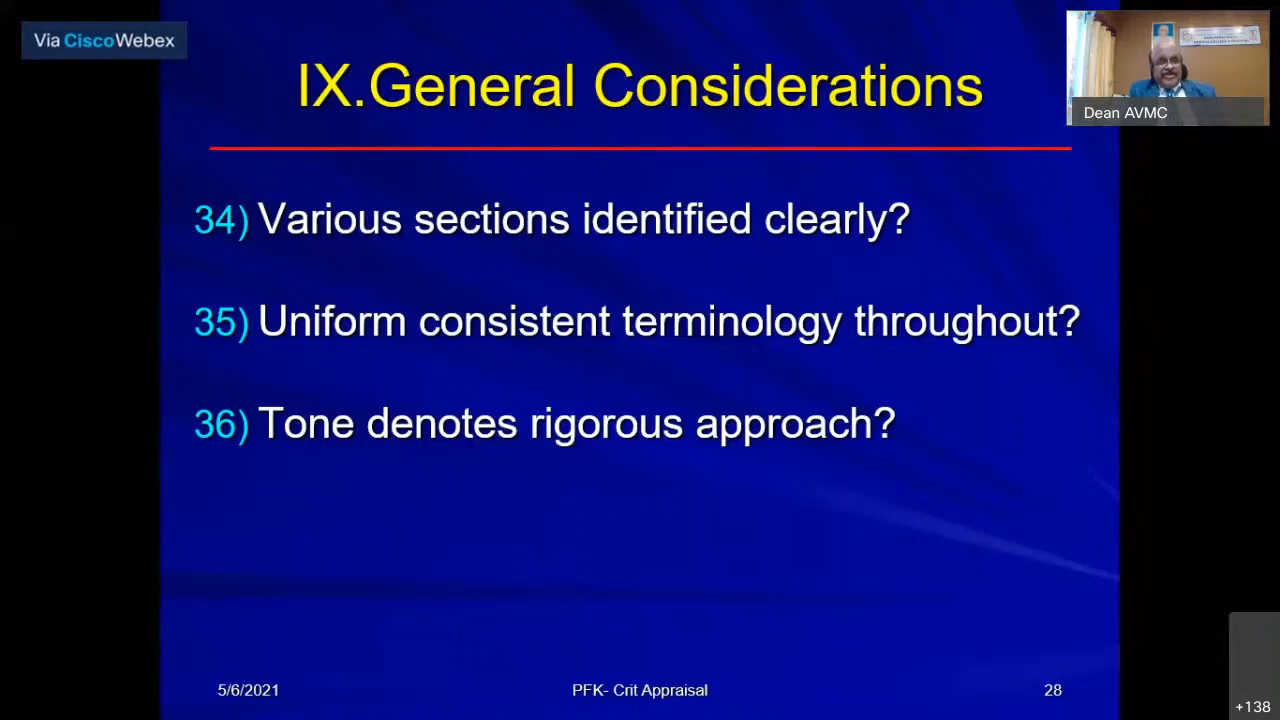 Via CiscoWebex
IX.General Considerations
Dean AVMC
34) Various sections identified clearly?
35) Uniform consistent terminology throughout?
36) Tone denotes rigorous approach?
5/6/2021
PFK- Crit Appraisal
28
+138